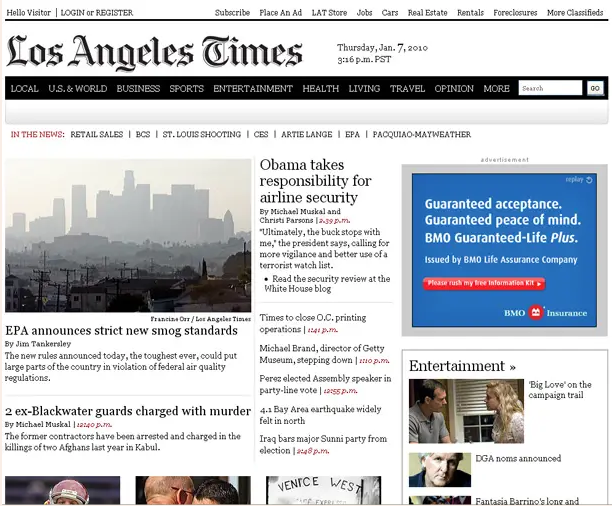 Hello Visitor | LOGIN or REGISTER
Subscribe Place An Ad LAT Store Jobs Cars Real Estate Rentals Foreclosures More Classifieds
Los Angeles Times
Thursday, Jan. 7, 2010
3:16 p.m. PST
LOCAL U.S. & WORLD BUSINESS SPORTS ENTERTAINMENT HEALTH LIVING TRAVEL OPINION MORE Search GO
IN THE NEWS: RETAIL SALES | BCS | ST. LOUIS SHOOTING | CES | ARTIE LANGE | EPA | PACQUIAO-MAYWEATHER
Francine Orr / Los Angeles Times
EPA announces strict new smog standards
By Jim Tankersley
The new rules announced today, the toughest ever, could put
large parts of the country in violation of federal air quality
regulations.
2 ex-Blackwater guards charged with murder
By Michael Muskal | 12:40 p.m.
The former contractors have been arrested and charged in the
killings of two Afghans last year in Kabul.
Obama takes
responsibility for
airline security
By Michael Muskal and
Christi Parsons | 2:39 p.m.
"Ultimately, the buck stops with
me," the president says, calling for
more vigilance and better use of a
terrorist watch list.
• Read the security review at the
White House blog
Times to close O.C. printing
operations | 1:41 p.m.
Michael Brand, director of Getty
Museum, stepping down | 1:10 p.m.
Perez elected Assembly speaker in
party-line vote | 12:55 p.m.
4.1 Bay Area earthquake widely
felt in north
Iraq bars major Sunni party from
election | 2:48 p.m.
VENICE WEST
advertisement
replay
Guaranteed acceptance.
Guaranteed peace of mind.
BMO Guaranteed-Life Plus.
Issued by BMO Life Assurance Company
Please rush my free Information Kit
BMO Insurance
Entertainment »
'Big Love' on the
campaign trail
DGA noms announced
Fantasia Barrino's long and